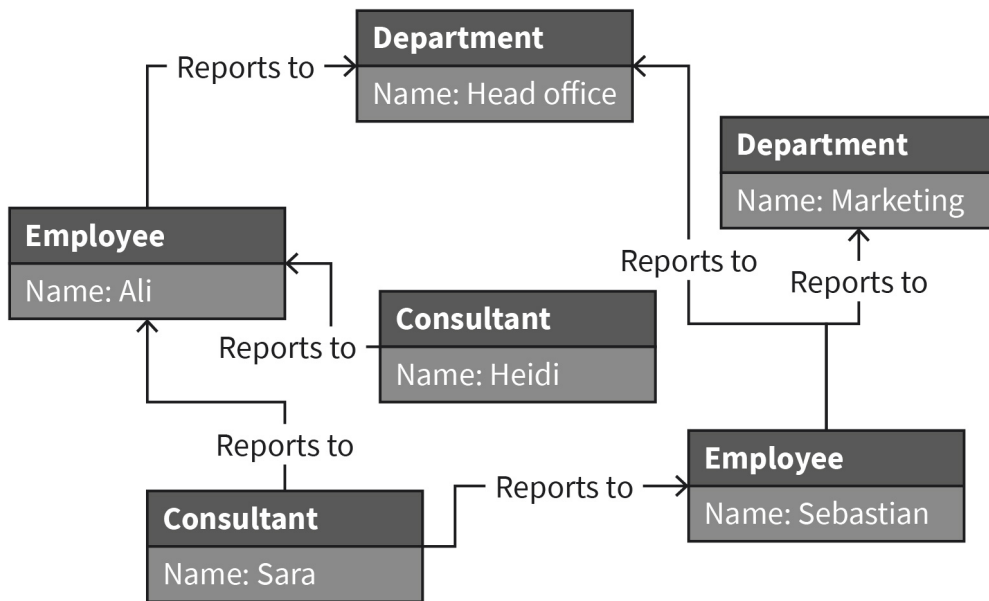 Department
Name: Head office
Reports to
Department
Name: Marketing
Employee
Name: Ali
Reports to
Reports to
Consultant
Name: Heidi
Reports to
Reports to
Employee
Name: Sebastian
Reports to
Consultant
Name: Sara